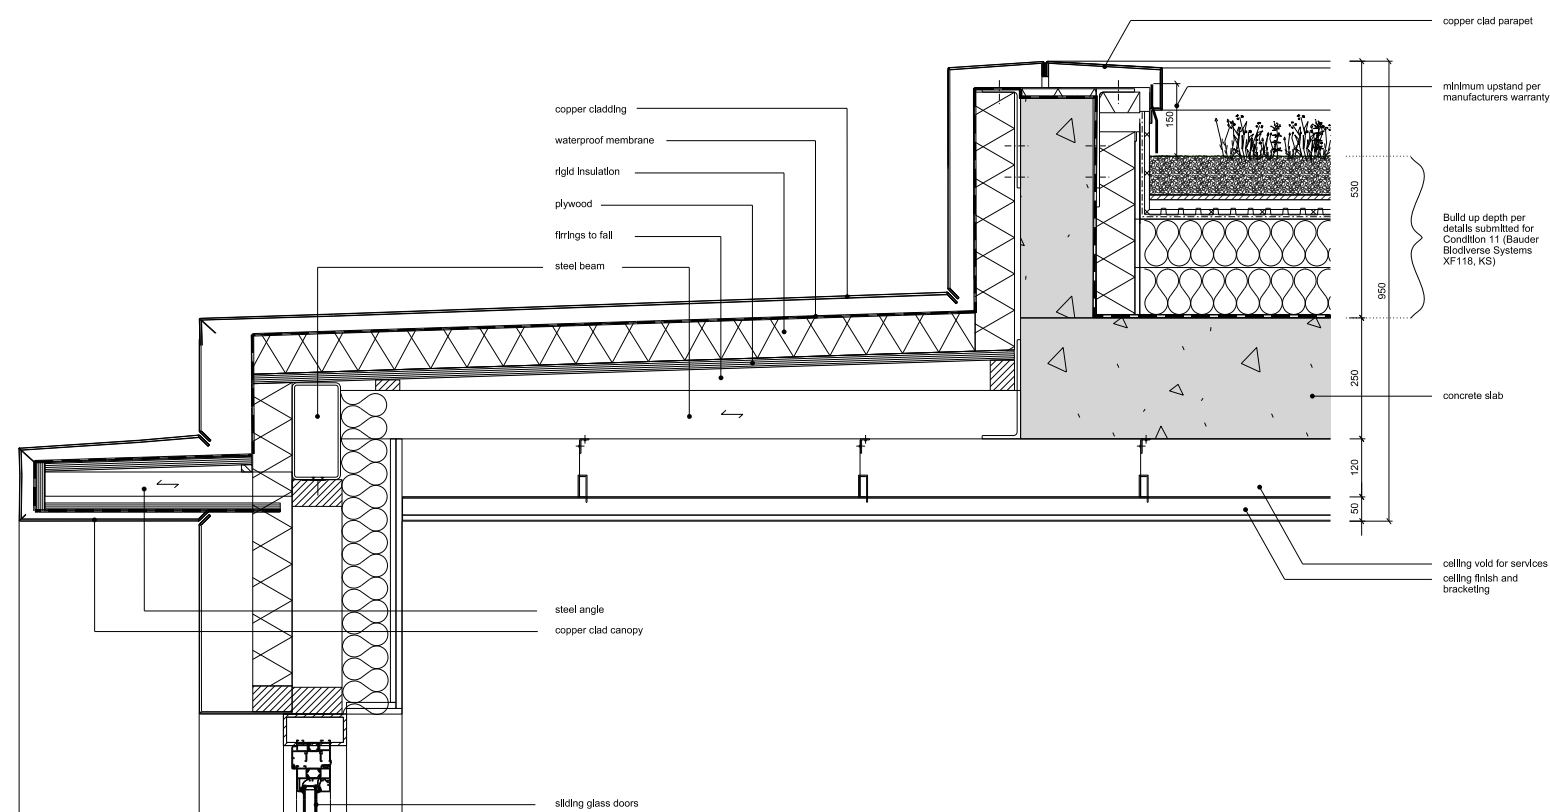 copper clad parapet
minimum upstand per
manufacturers warranty
copper cladding
waterproof membrane
rigid insulation
plywood
firrings to fall
steel beam
150
530
950
Build up depth per
details submitted for
Condition 11 (Bauder
Biodiverse Systems
XF118, KS)
250
concrete slab
120
50
ceiling void for services
ceiling finish and
bracketing
steel angle
copper clad canopy
sliding glass doors